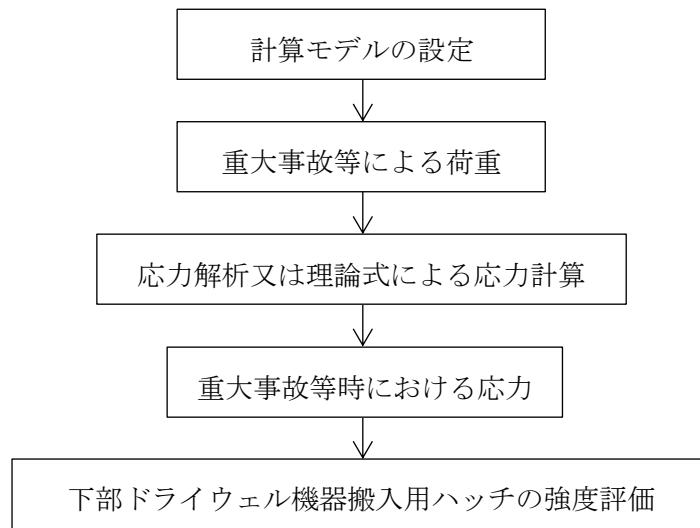 計算モデルの設定
重大事故等による荷重
応力解析又は理論式による応力計算
重大事故等時における応力
下部ドライウェル機器搬入用ハッチの強度評価